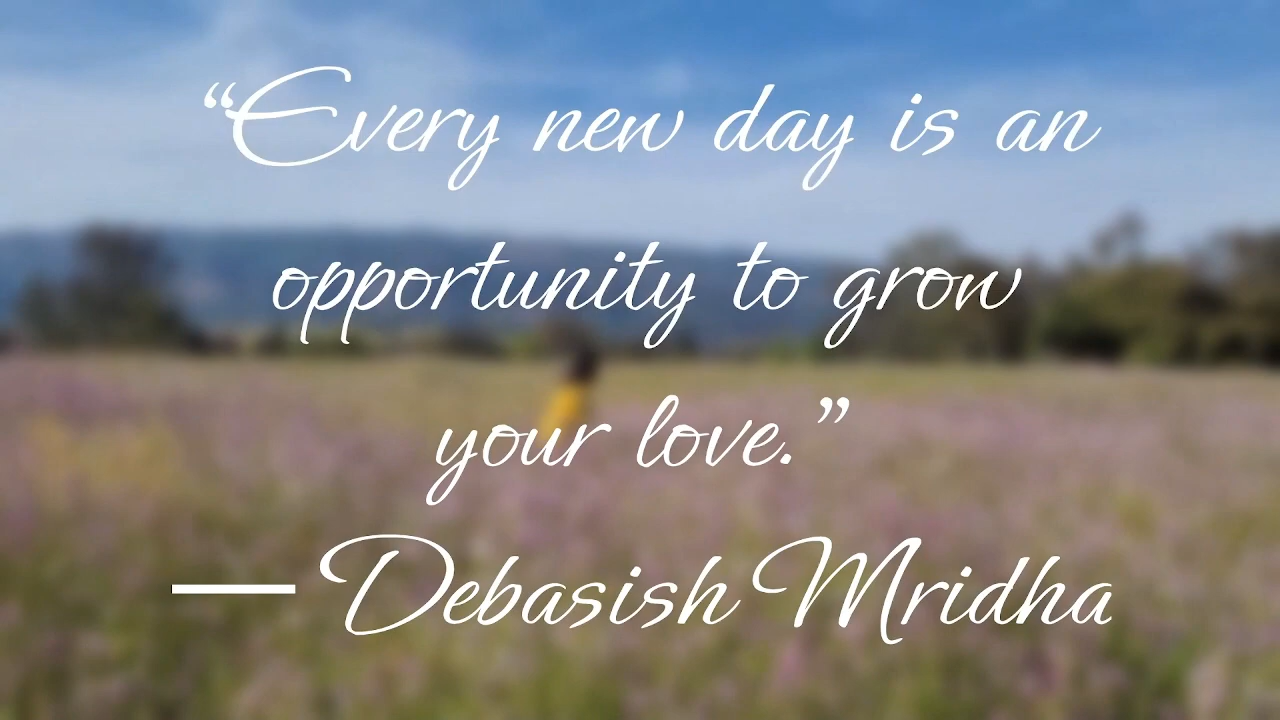 “Every new day is an
opportunity to grow
your love.”
— Debasish Mridha